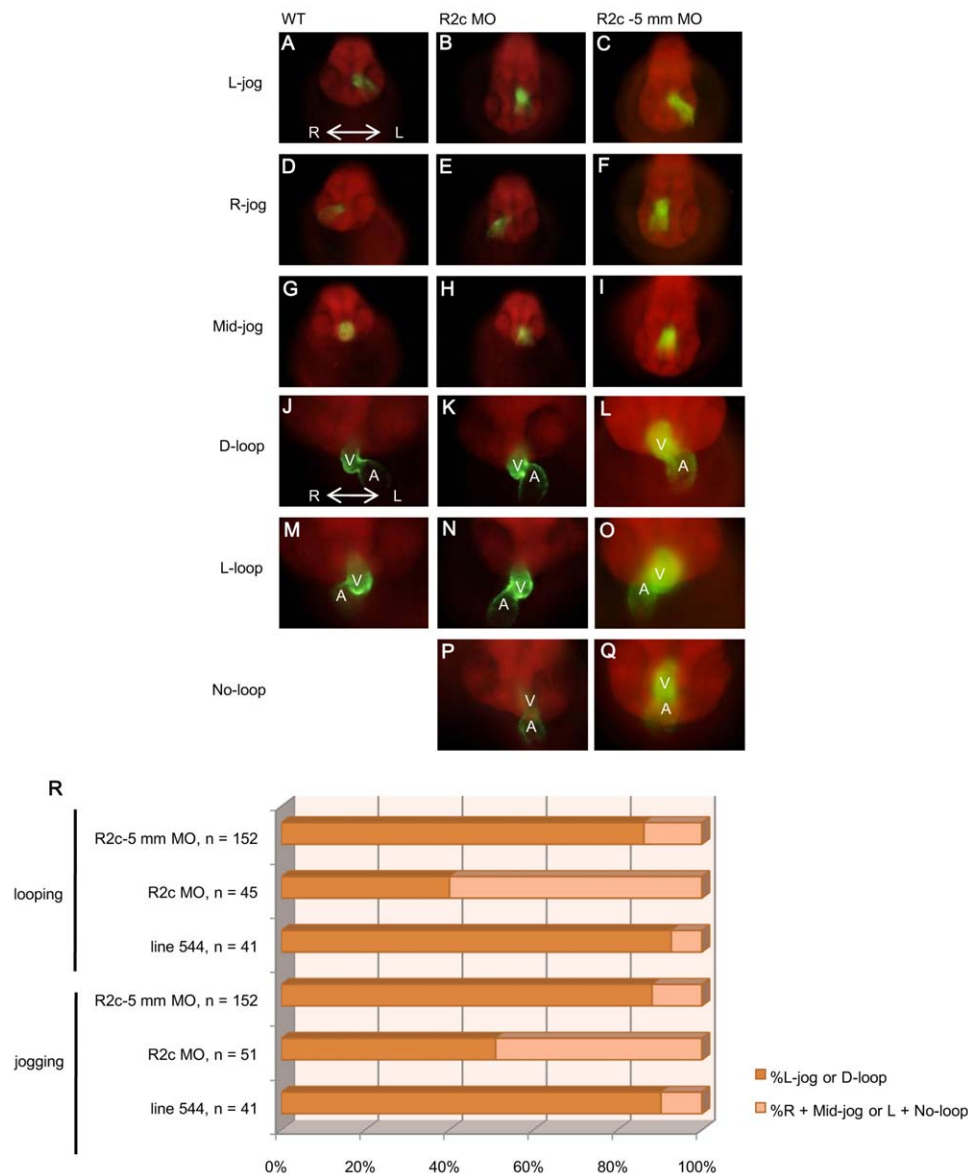 WT R2c MO R2c -5 mm MO
A B C
L-jog
R L
D E F
R-jog
G H I
Mid-jog
J K L
D-loop
V V V
A A A
R L
M N O
L-loop
V V V
A A A
P Q
No-loop
V V
A A
R
looping
R2c-5 mm MO, n = 152
R2c MO, n = 45
line 544, n = 41
jogging
R2c-5 mm MO, n = 152
R2c MO, n = 51
line 544, n = 41
%L-jog or D-loop
%R + Mid-jog or L + No-loop
0% 20% 40% 60% 80% 100%